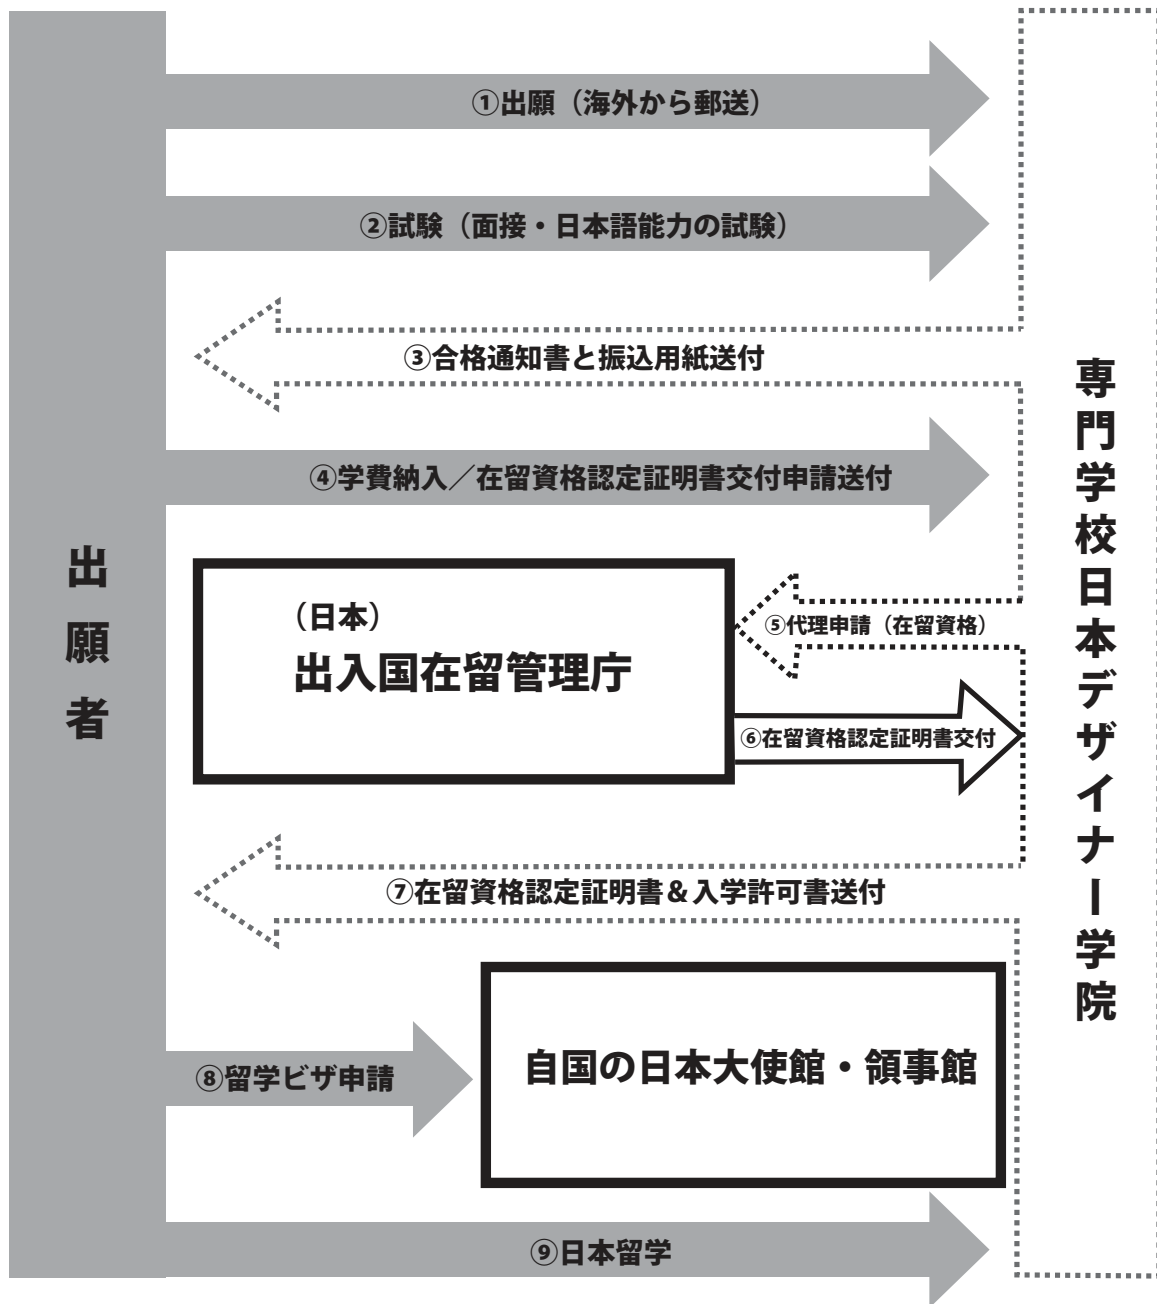 ①出願（海外から郵送）
②試験（面接・日本語能力の試験）
③合格通知書と振込用紙送付
④学費納入／在留資格認定証明書交付申請送付
出願者
（日本）
出入国在留管理庁
⑤代理申請（在留資格）
⑥在留資格認定証明書交付
専門学校日本デザイナー学院
⑦在留資格認定証明書＆入学許可書送付
自国の日本大使館・領事館
⑧留学ビザ申請
⑨日本留学